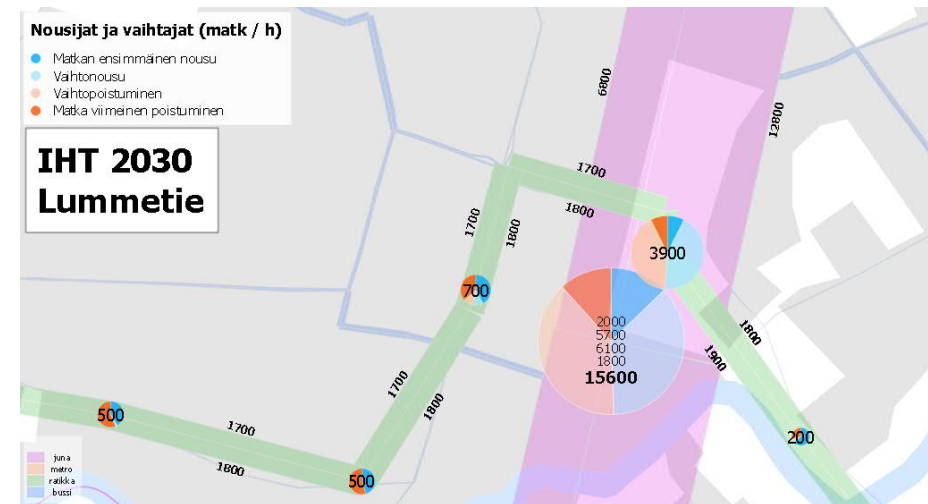 Nousijat ja vaihtajat (matk / h)
Matkan ensimmäinen nousu
Vaihtonousu
Vaihtopoistuminen
Matka viimeinen poistuminen
IHT 2030
Lummetie
6800
12800
1700
1800
1700
1800
3900
700
2000
5700
6100
1800
15600
1800
1900
1700
1800
500
1700
1800
500
200
juna
metro
ratikka
bussi